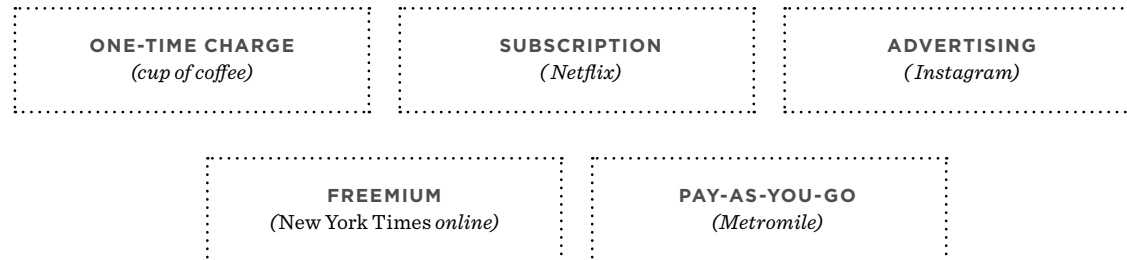 ONE-TIME CHARGE
(cup of coffee)
SUBSCRIPTION
(Netflix)
ADVERTISING
(Instagram)
FREEMIUM
(New York Times online)
PAY-AS-YOU-GO
(Metromile)